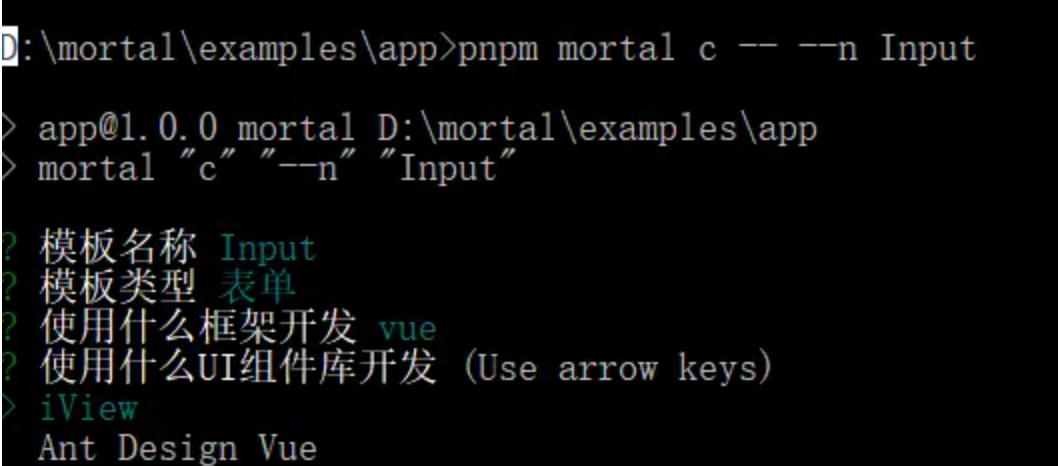 D:\mortal\examples\app>pnpm mortal c -- --n Input
> app@1.0.0 mortal D:\mortal\examples\app
> mortal "c" "--n" "Input"
? 模板名称 Input
? 模板类型 表单
? 使用什么框架开发 vue
? 使用什么UI组件库开发 (Use arrow keys)
> iView
Ant Design Vue